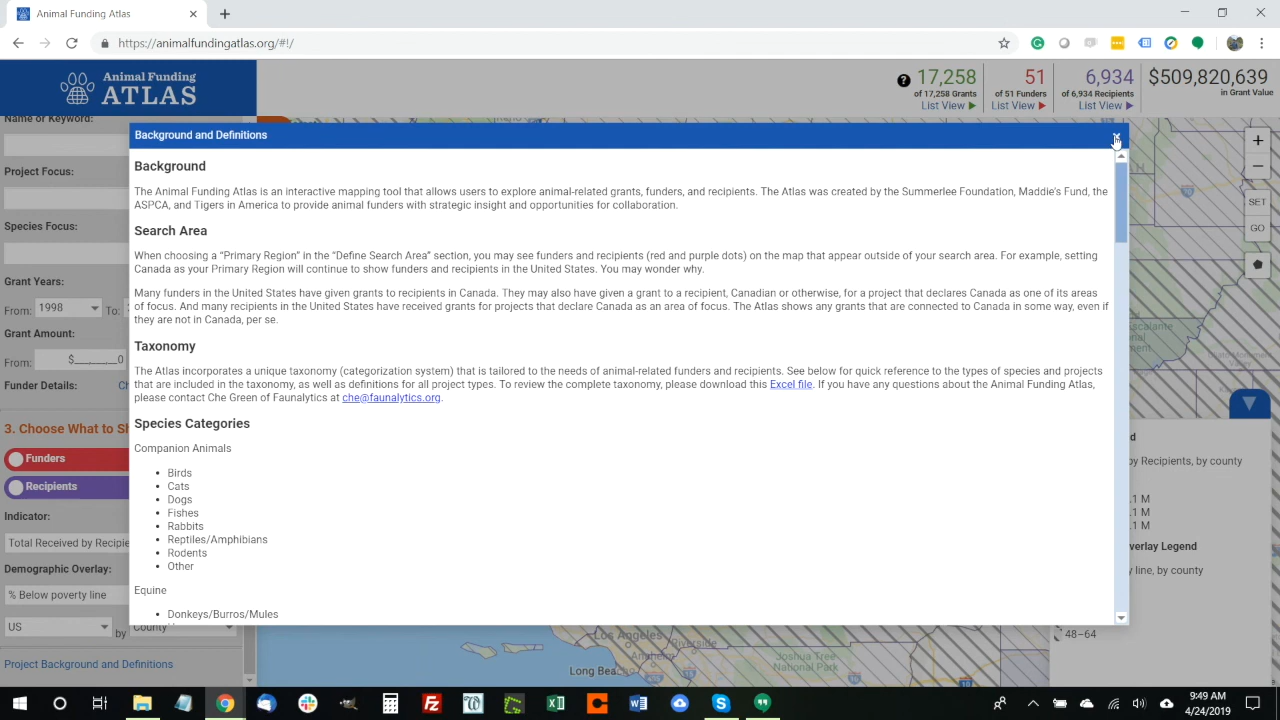 Animal Funding Atlas
https://animalfundingatlas.org/#!/
Animal Funding
ATLAS
17,258
of 17,258 Grants
List View
51
of 51 Funders
List View
6,934
of 6,934 Recipients
List View
$509,820,639
in Grant Value
Name or Keyword:
Project Focus:
Species Focus:
Grant Years:
From: 1998 To:
Grant Amount:
From: $__,___,__0
Funder Details:
3. Choose What to Sh
Funders
Recipients
Indicator:
Total Received by Recipie
Demographic Overlay:
% Below poverty line
US by County
Project Background and Definitions
Background and Definitions
Background
The Animal Funding Atlas is an interactive mapping tool that allows users to explore animal-related grants, funders, and recipients. The Atlas was created by the Summerlee Foundation, Maddie's Fund, the
ASPCA, and Tigers in America to provide animal funders with strategic insight and opportunities for collaboration.
Search Area
When choosing a “Primary Region” in the “Define Search Area” section, you may see funders and recipients (red and purple dots) on the map that appear outside of your search area. For example, setting
Canada as your Primary Region will continue to show funders and recipients in the United States. You may wonder why.
Many funders in the United States have given grants to recipients in Canada. They may also have given a grant to a recipient, Canadian or otherwise, for a project that declares Canada as one of its areas
of focus. And many recipients in the United States have received grants for projects that declare Canada as an area of focus. The Atlas shows any grants that are connected to Canada in some way, even if
they are not in Canada, per se.
Taxonomy
The Atlas incorporates a unique taxonomy (categorization system) that is tailored to the needs of animal-related funders and recipients. See below for quick reference to the types of species and projects
that are included in the taxonomy, as well as definitions for all project types. To review the complete taxonomy, please download this Excel file. If you have any questions about the Animal Funding Atlas,
please contact Che Green of Faunalytics at che@faunalytics.org.
Species Categories
Companion Animals
Birds
Cats
Dogs
Fishes
Rabbits
Reptiles/Amphibians
Rodents
Other
Equine
Donkeys/Burros/Mules
SET
GO
by Recipients, by county
.1 M
.1 M
.1 M
verlay Legend
y line, by county
48–64
Los Angeles
Riverside
Long Bea
Joshua Tree
National Park
9:49 AM
4/24/2019